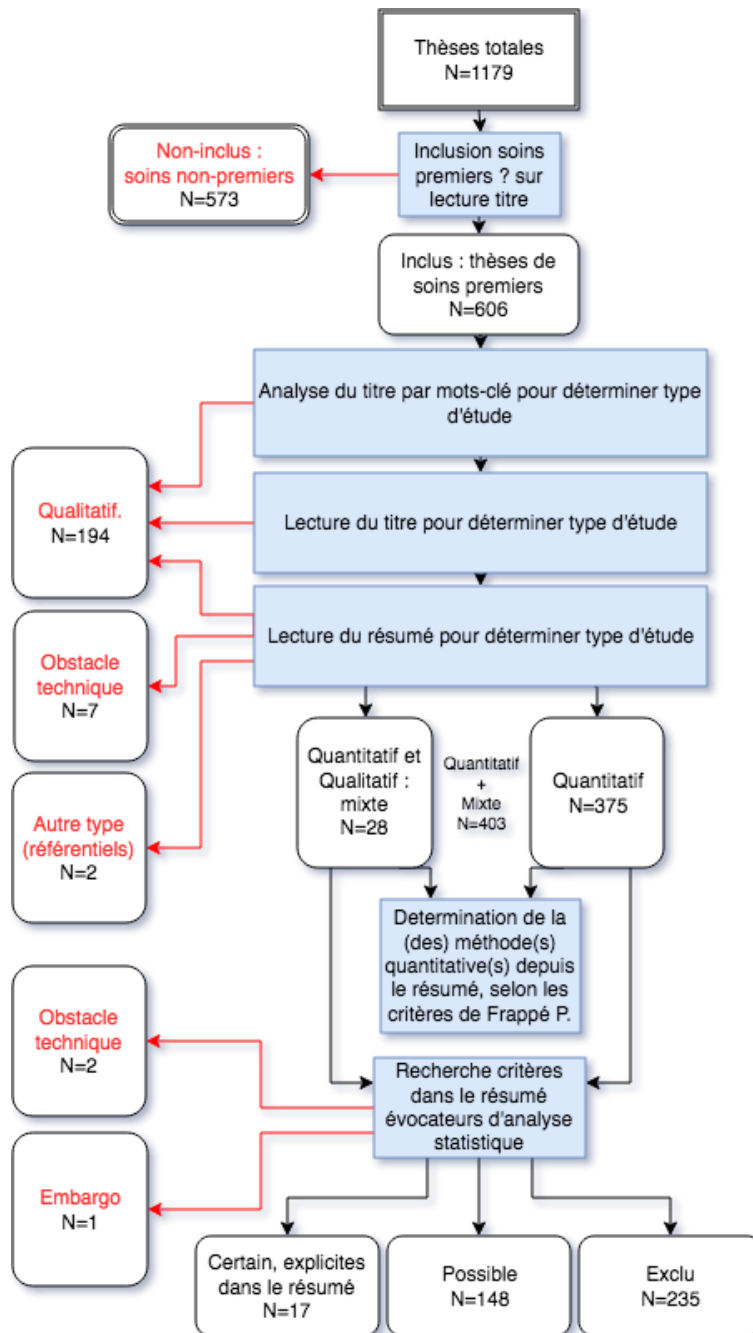 Thèses totales
N=1179
Inclusion soins
premiers ? sur
lecture titre
Non-inclus :
soins non-premiers
N=573
Inclus : thèses de
soins premiers
N=606
Analyse du titre par mots-clé pour déterminer type
d'étude
Qualitatif.
N=194
Lecture du titre pour déterminer type d'étude
Lecture du résumé pour déterminer type d'étude
Obstacle
technique
N=7
Autre type
(référentiels)
N=2
Quantitatif et
Qualitatif :
mixte
N=28
Quantitatif
+
Mixte
N=403
Quantitatif
N=375
Determination de la
(des) méthode(s)
quantitative(s) depuis
le résumé, selon les
critères de Frappé P.
Obstacle
technique
N=2
Recherche critères
dans le résumé
évocateurs d'analyse
statistique
Embargo
N=1
Certain, explicites
dans le résumé
N=17
Possible
N=148
Exclu
N=235